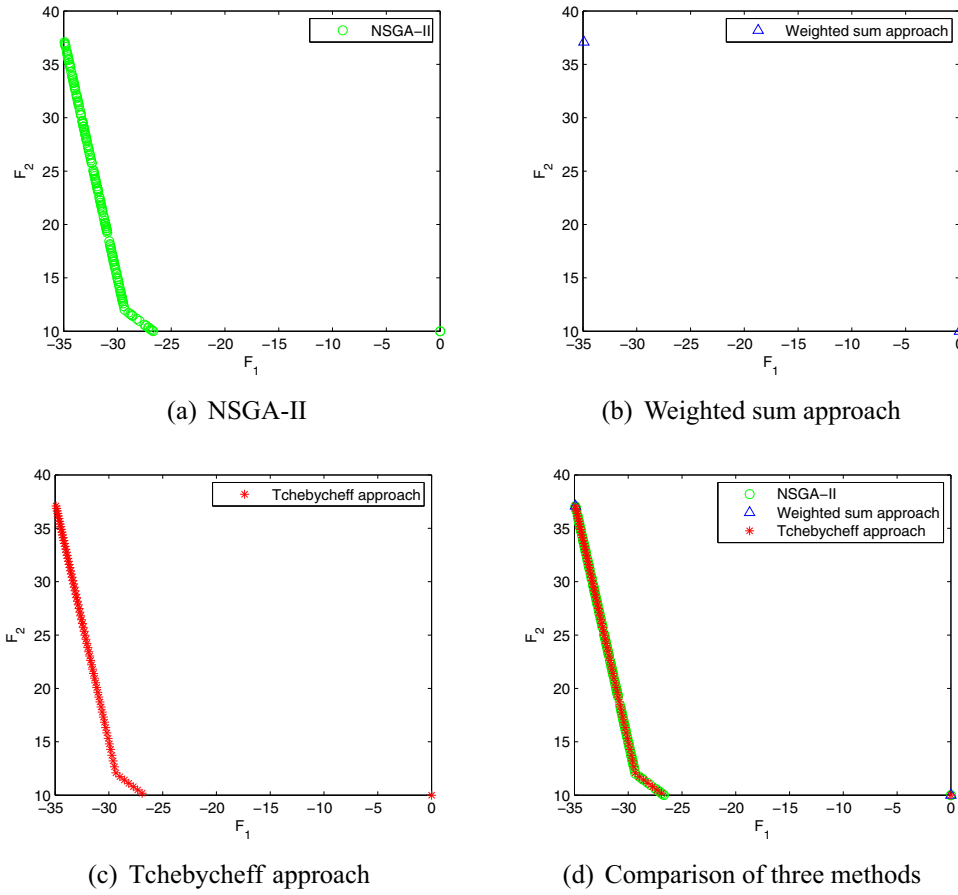 40
35
30
25
20
15
10
F2
−35 −30 −25 −20 −15 −10 −5 0
F1
NSGA−II
(a) NSGA-II
40
35
30
25
20
15
10
F2
−35 −30 −25 −20 −15 −10 −5 0
F1
Weighted sum approach
(b) Weighted sum approach
40
35
30
25
20
15
10
F2
−35 −30 −25 −20 −15 −10 −5 0
F1
Tchebycheff approach
(c) Tchebycheff approach
40
35
30
25
20
15
10
F2
−35 −30 −25 −20 −15 −10 −5 0
F1
NSGA−II
Weighted sum approach
Tchebycheff approach
(d) Comparison of three methods